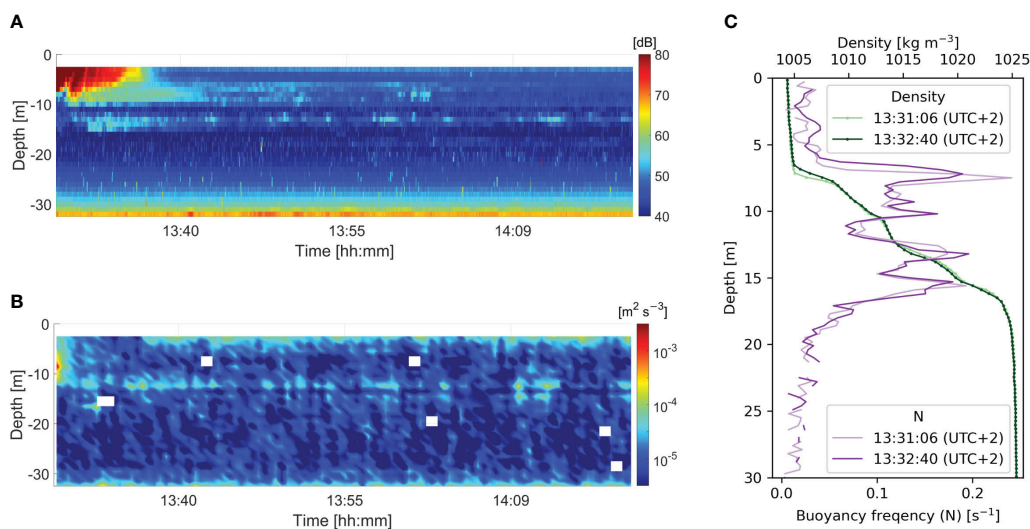 A
[dB]
0
-10
-20
-30
Depth [m]
80
70
60
50
40
13:40
13:55
14:09
Time [hh:mm]
B
[m² s⁻³]
0
-10
-20
-30
Depth [m]
10⁻³
10⁻⁴
10⁻⁵
13:40
13:55
14:09
Time [hh:mm]
C
Density [kg m⁻³]
1005 1010 1015 1020 1025
0
5
10
15
20
25
30
Depth [m]
Density
13:31:06 (UTC+2)
13:32:40 (UTC+2)
N
13:31:06 (UTC+2)
13:32:40 (UTC+2)
0.0 0.1 0.2
Buoyancy freqency (N) [s⁻¹]